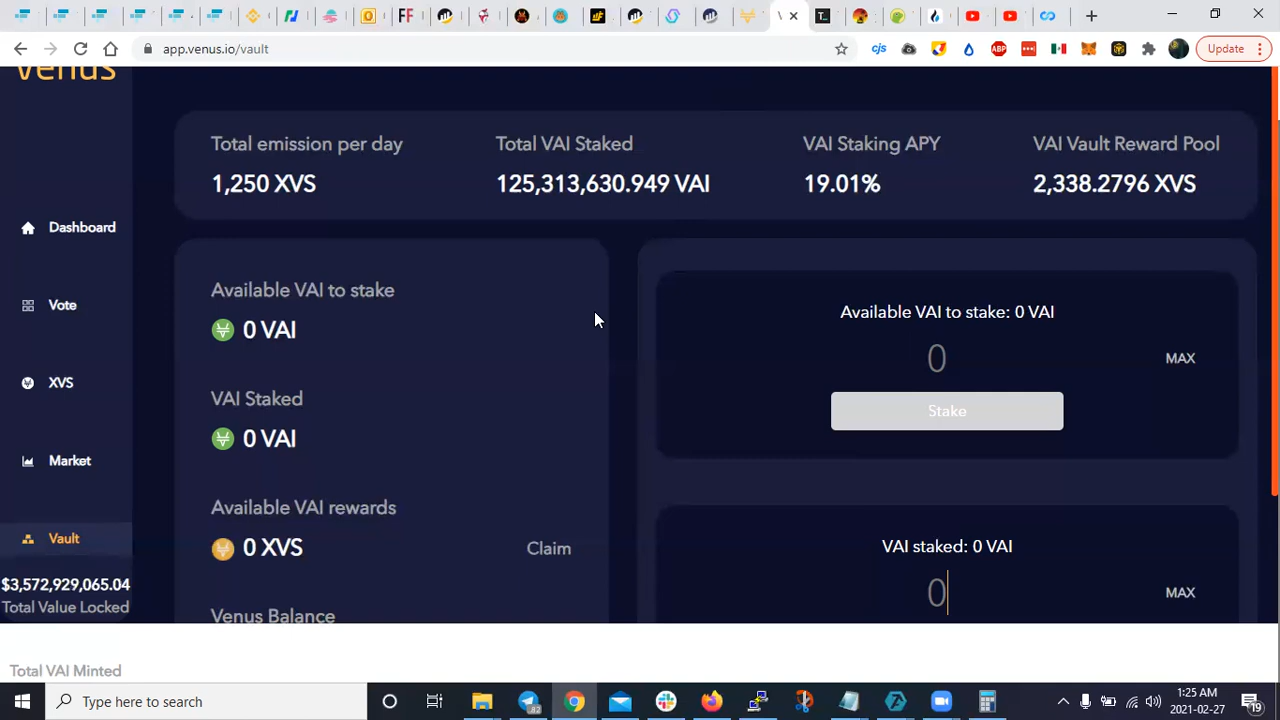 app.venus.io/vault
Update
venus
Total emission per day
1,250 XVS
Total VAI Staked
125,313,630.949 VAI
VAI Staking APY
19.01%
VAI Vault Reward Pool
2,338.2796 XVS
Dashboard
Vote
XVS
Market
Vault
$3,572,929,065.04
Total Value Locked
Total VAI Minted
Available VAI to stake
0 VAI
VAI Staked
0 VAI
Available VAI rewards
0 XVS
Claim
Venus Balance
Available VAI to stake: 0 VAI
0
MAX
Stake
VAI staked: 0 VAI
0
MAX
Type here to search
1:25 AM
2021-02-27